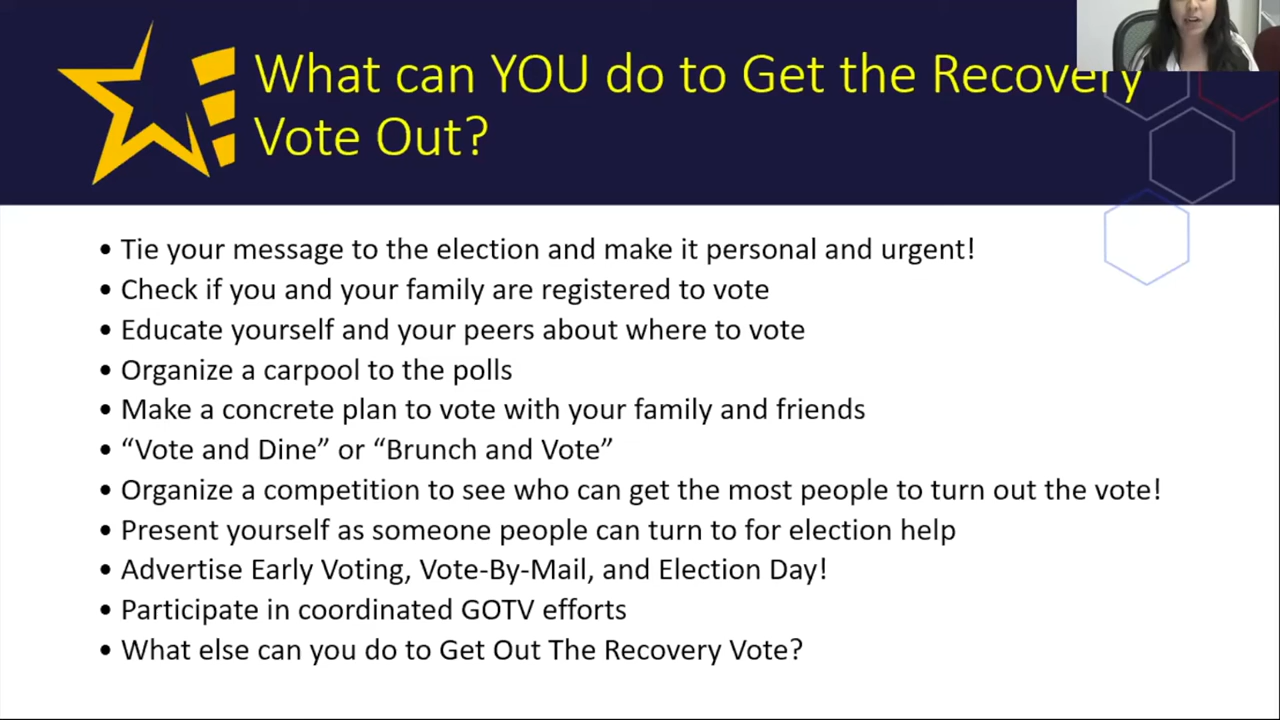 What can YOU do to Get the Recovery
Vote Out?
• Tie your message to the election and make it personal and urgent!
• Check if you and your family are registered to vote
• Educate yourself and your peers about where to vote
• Organize a carpool to the polls
• Make a concrete plan to vote with your family and friends
• “Vote and Dine” or “Brunch and Vote”
• Organize a competition to see who can get the most people to turn out the vote!
• Present yourself as someone people can turn to for election help
• Advertise Early Voting, Vote-By-Mail, and Election Day!
• Participate in coordinated GOTV efforts
• What else can you do to Get Out The Recovery Vote?